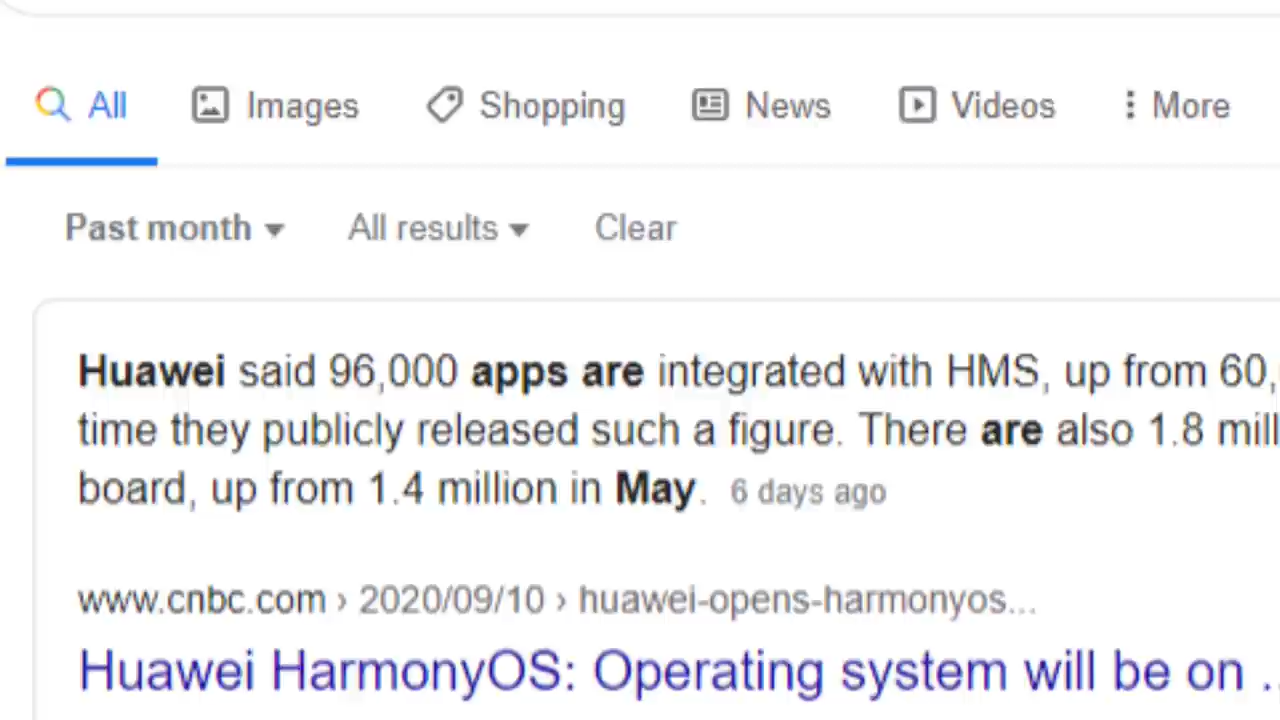 All Images Shopping News Videos More
Past month All results Clear
Huawei said 96,000 apps are integrated with HMS, up from 60,
time they publicly released such a figure. There are also 1.8 mill
board, up from 1.4 million in May. 6 days ago
www.cnbc.com › 2020/09/10 › huawei-opens-harmonyos...
Huawei HarmonyOS: Operating system will be on ...